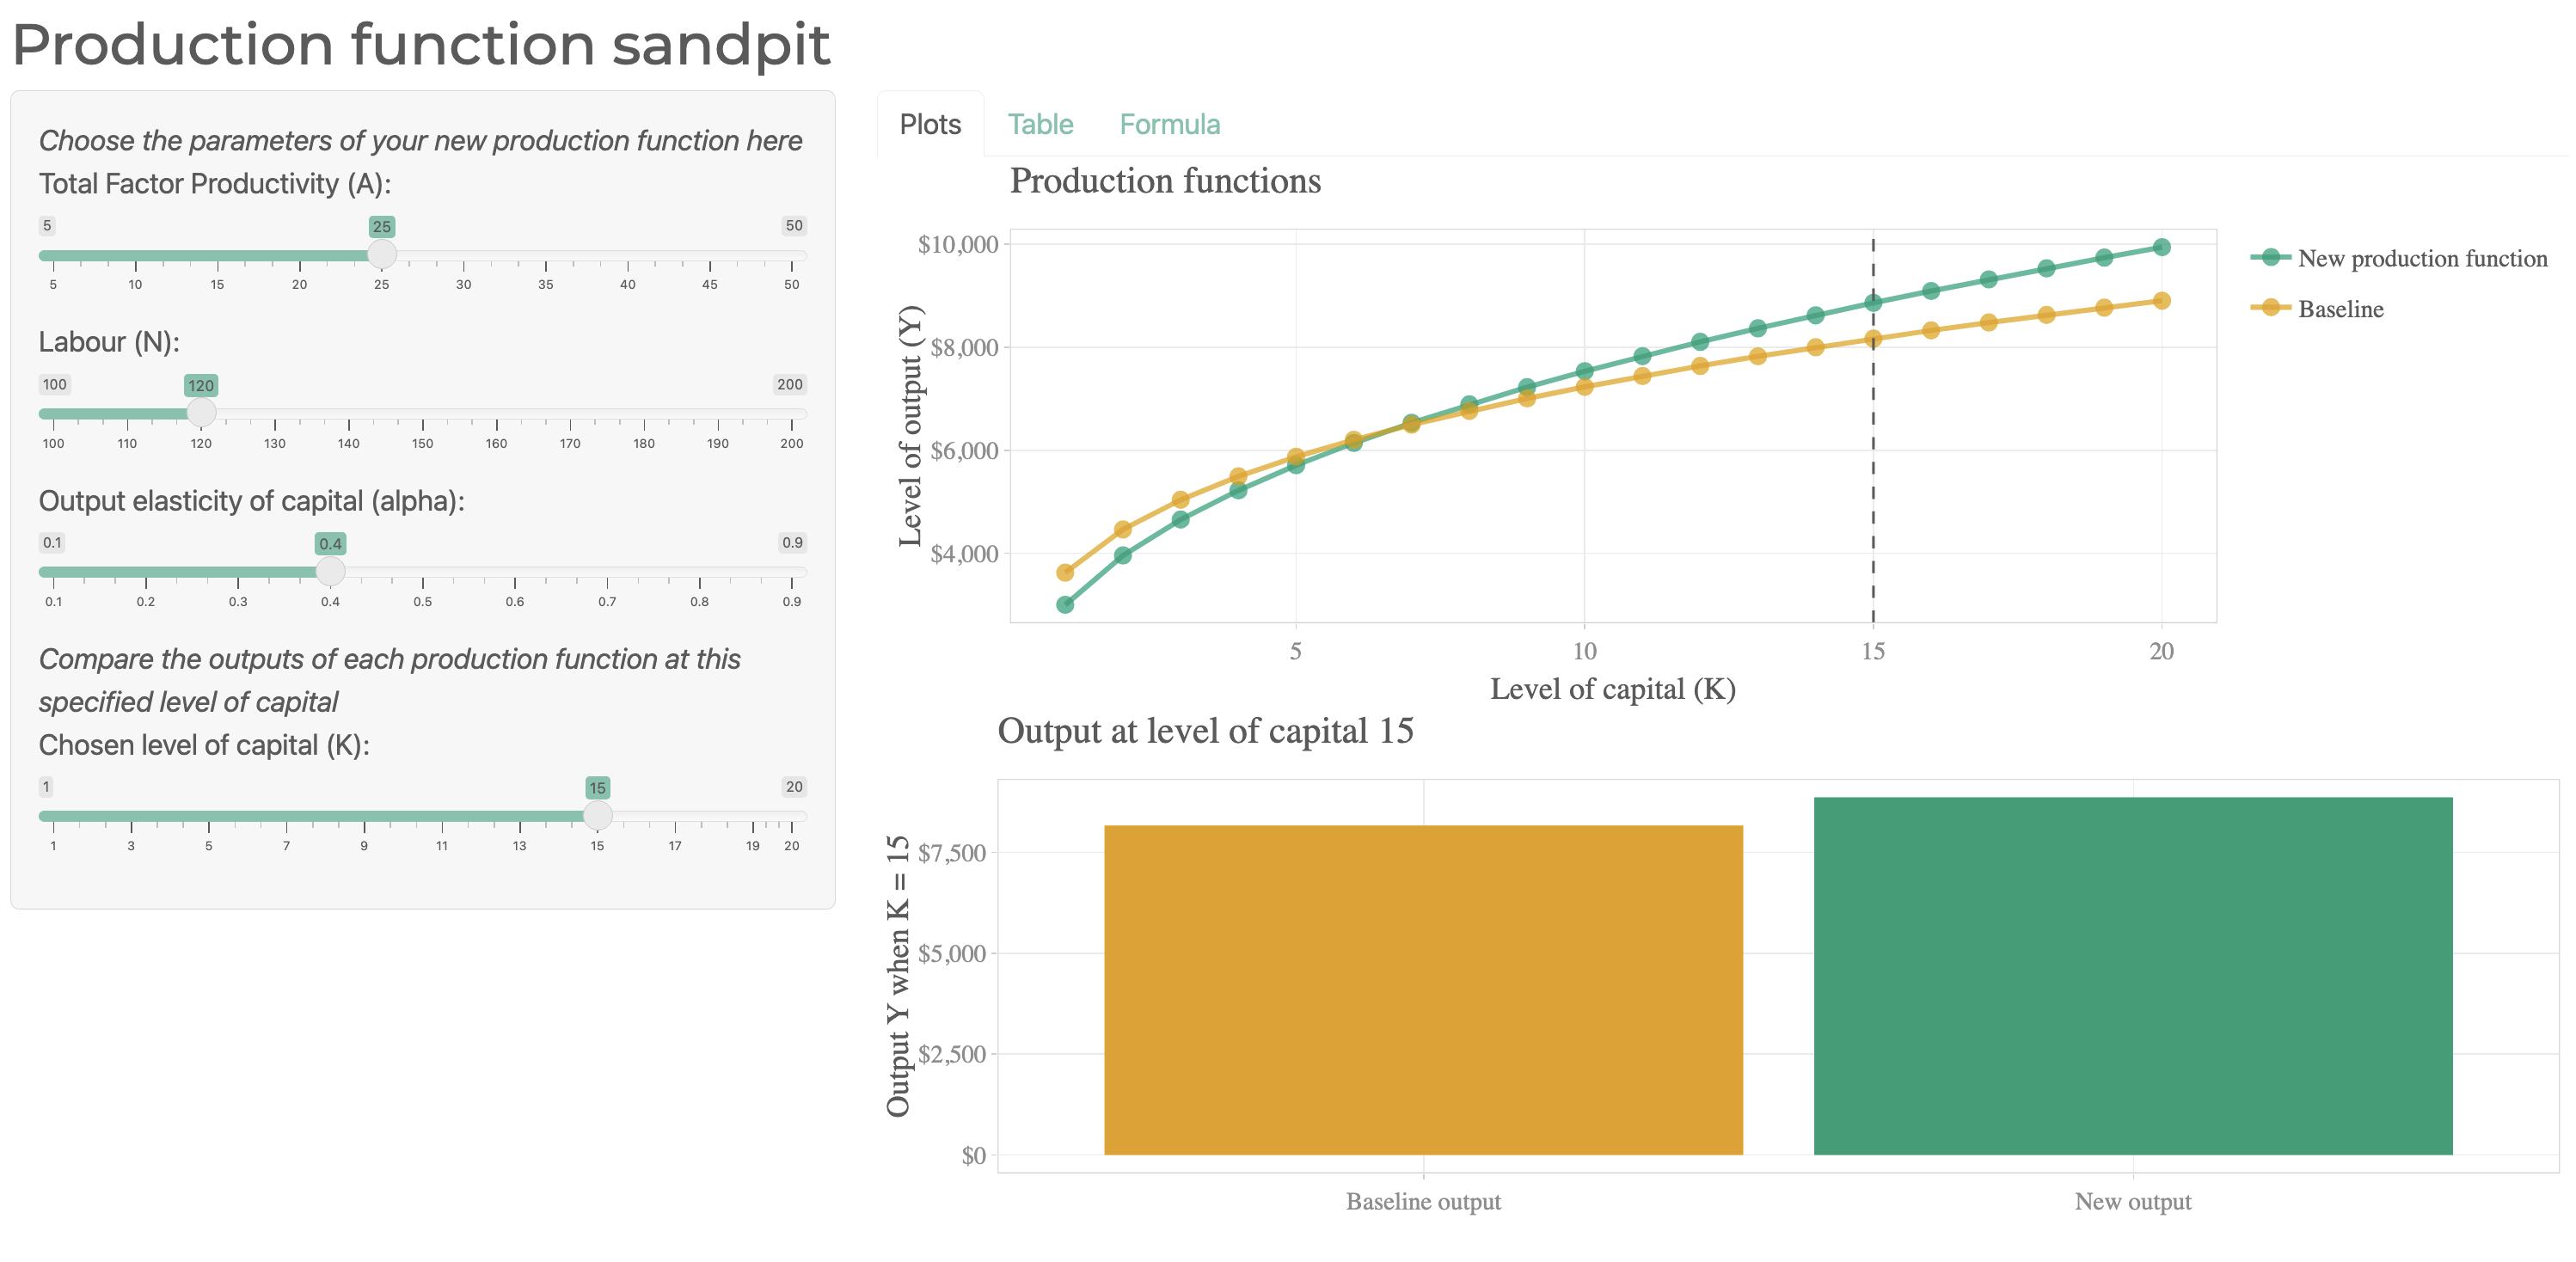 Production function sandpit
Choose the parameters of your new production function here
Total Factor Productivity (A):
5 25 50
5 10 15 20 25 30 35 40 45 50
Labour (N):
100 120 200
100 110 120 130 140 150 160 170 180 190 200
Output elasticity of capital (alpha):
0.1 0.4 0.9
0.1 0.2 0.3 0.4 0.5 0.6 0.7 0.8 0.9
Compare the outputs of each production function at this
specified level of capital
Chosen level of capital (K):
1 15 20
1 3 5 7 9 11 13 15 17 19 20
Plots Table Formula
Production functions
Level of output (Y)
$10,000
$8,000
$6,000
$4,000
5 10 15 20
Level of capital (K)
New production function
Baseline
Output at level of capital 15
Output Y when K = 15
$7,500
$5,000
$2,500
$0
Baseline output New output